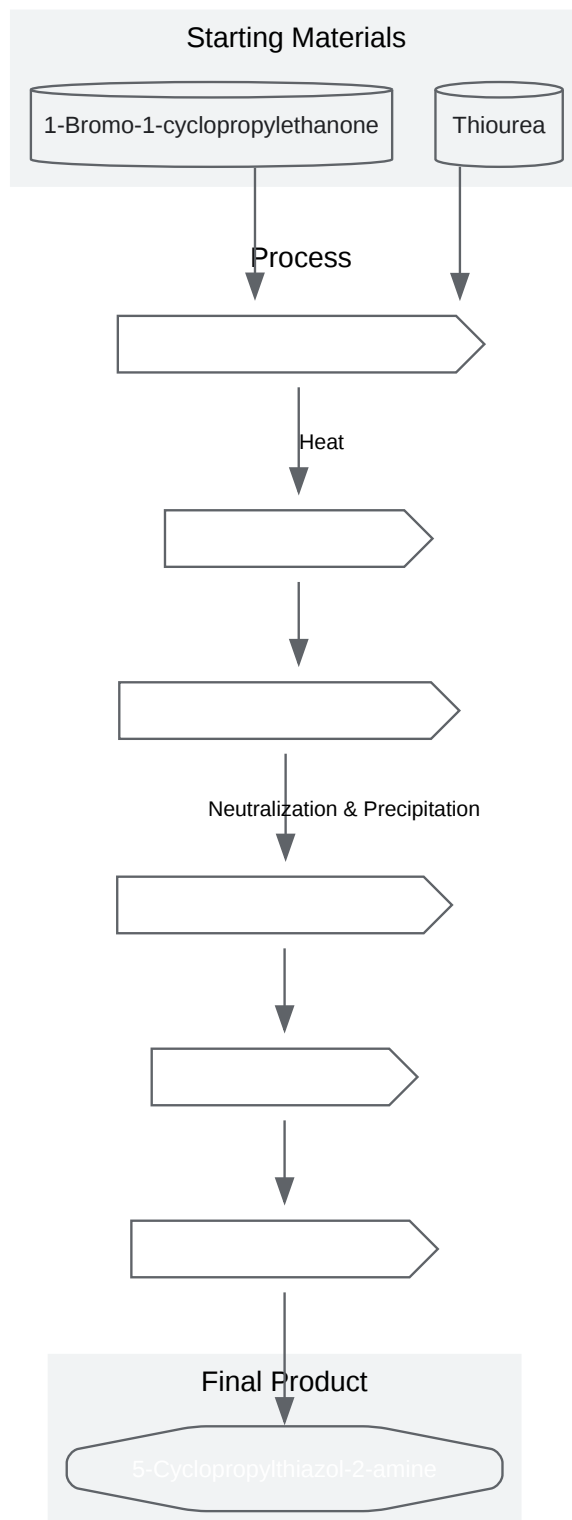 Starting Materials
1-Bromo-1-cyclopropylethanone
Thiourea
Process
Heat
Neutralization & Precipitation
Final Product
5-Cyclopropylthiazol-2-amine